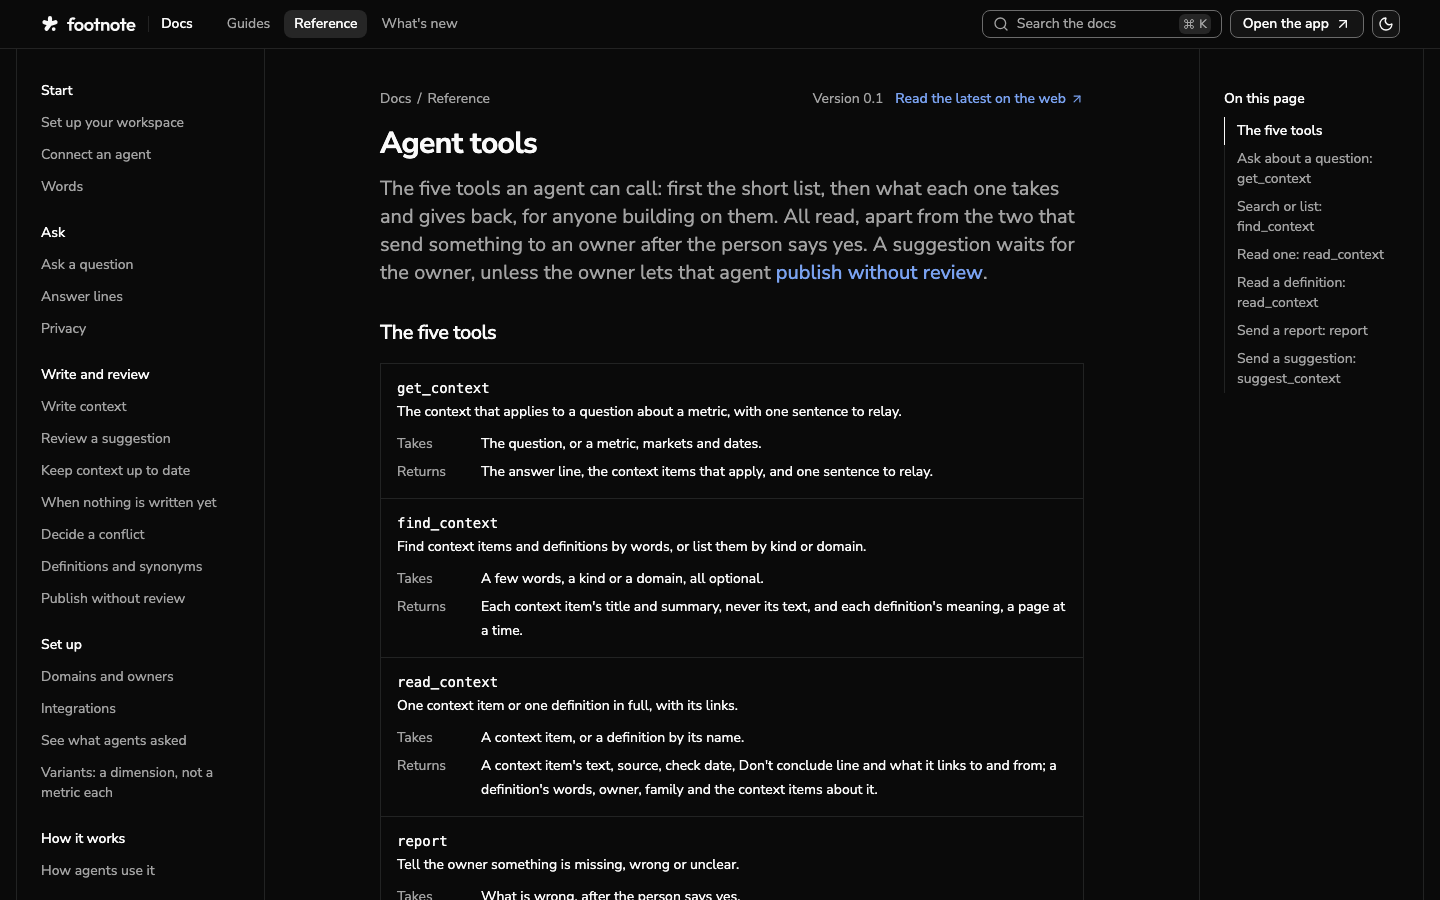 footnote
Docs
Guides
Reference
What's new
Search the docs
⌘ K
Open the app
Start
Set up your workspace
Connect an agent
Words
Ask
Ask a question
Answer lines
Privacy
Write and review
Write context
Review a suggestion
Keep context up to date
When nothing is written yet
Decide a conflict
Definitions and synonyms
Publish without review
Set up
Domains and owners
Integrations
See what agents asked
Variants: a dimension, not a
metric each
How it works
How agents use it
Docs / Reference
Version 0.1
Read the latest on the web
Agent tools
The five tools an agent can call: first the short list, then what each one takes
and gives back, for anyone building on them. All read, apart from the two that
send something to an owner after the person says yes. A suggestion waits for
the owner, unless the owner lets that agent publish without review.
The five tools
get_context
The context that applies to a question about a metric, with one sentence to relay.
Takes
The question, or a metric, markets and dates.
Returns
The answer line, the context items that apply, and one sentence to relay.
find_context
Find context items and definitions by words, or list them by kind or domain.
Takes
A few words, a kind or a domain, all optional.
Returns
Each context item's title and summary, never its text, and each definition's meaning, a page at
a time.
read_context
One context item or one definition in full, with its links.
Takes
A context item, or a definition by its name.
Returns
A context item's text, source, check date, Don't conclude line and what it links to and from; a
definition's words, owner, family and the context items about it.
report
Tell the owner something is missing, wrong or unclear.
Takes
What is wrong, after the person says yes.
On this page
The five tools
Ask about a question:
get_context
Search or list:
find_context
Read one: read_context
Read a definition:
read_context
Send a report: report
Send a suggestion:
suggest_context